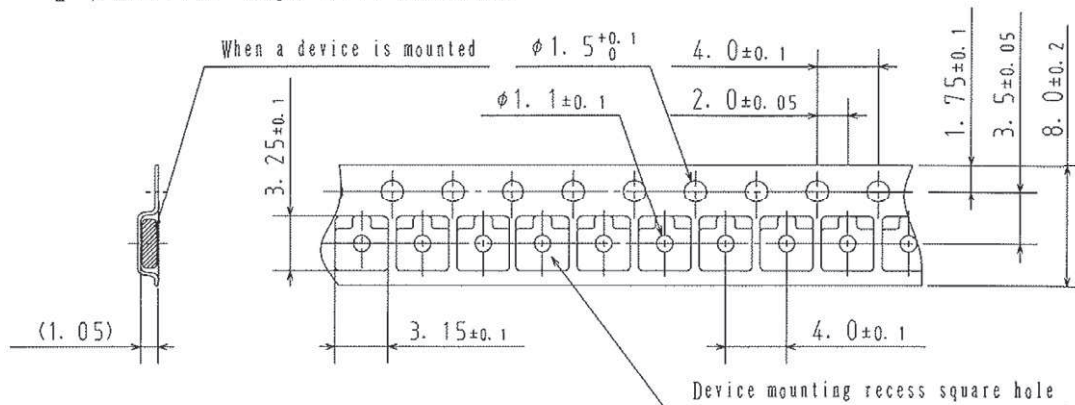 When a device is mounted
φ1.5 +0.1 0
4.0±0.1
1.75±0.1
3.5±0.05
8.0±0.2
φ1.1±0.1
2.0±0.05
3.25±0.1
(1.05)
3.15±0.1
4.0±0.1
Device mounting recess square hole